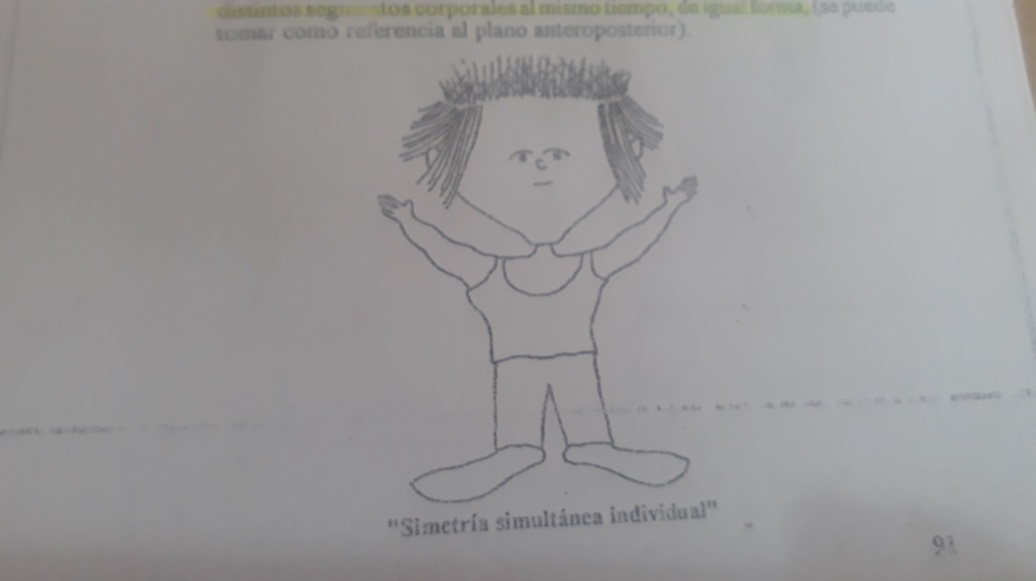 distintos segmentos corporales al mismo tiempo, de igual forma, (se puede
tomar como referencia al plano anteroposterior).
"Simetría simultánea individual"